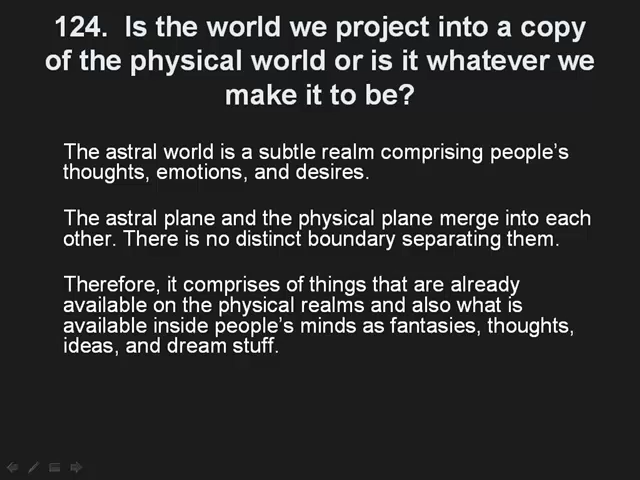 124.  Is the world we project into a copy
of the physical world or is it whatever we
make it to be?
The astral world is a subtle realm comprising people's
thoughts, emotions, and desires.
The astral plane and the physical plane merge into each
other. There is no distinct boundary separating them.
Therefore, it comprises of things that are already
available on the physical realms and also what is
available inside people's minds as fantasies, thoughts,
ideas, and dream stuff.